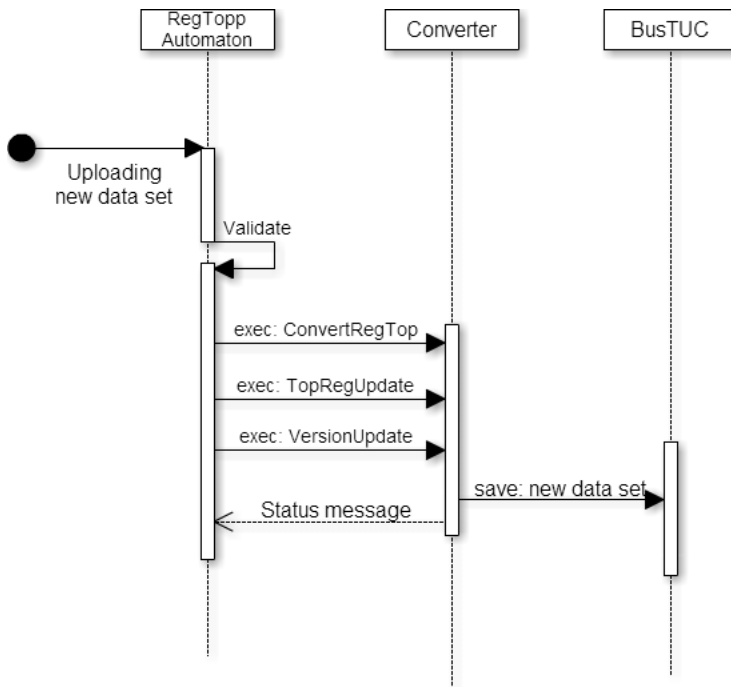 RegTopp
Automaton
Converter
BusTUC
Uploading
new data set
Validate
exec: ConvertRegTop
exec: TopRegUpdate
exec: VersionUpdate
save: new data set
Status message